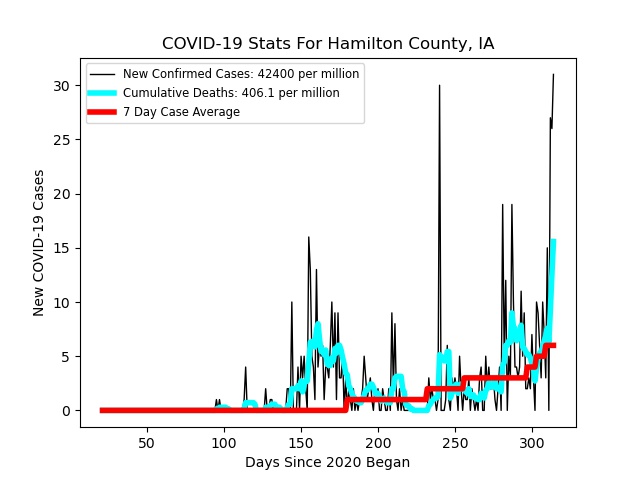 COVID-19 Stats For Hamilton County, IA
New Confirmed Cases: 42400 per million
Cumulative Deaths: 406.1 per million
7 Day Case Average
New COVID-19 Cases
30
25
20
15
10
5
0
50 100 150 200 250 300
Days Since 2020 Began